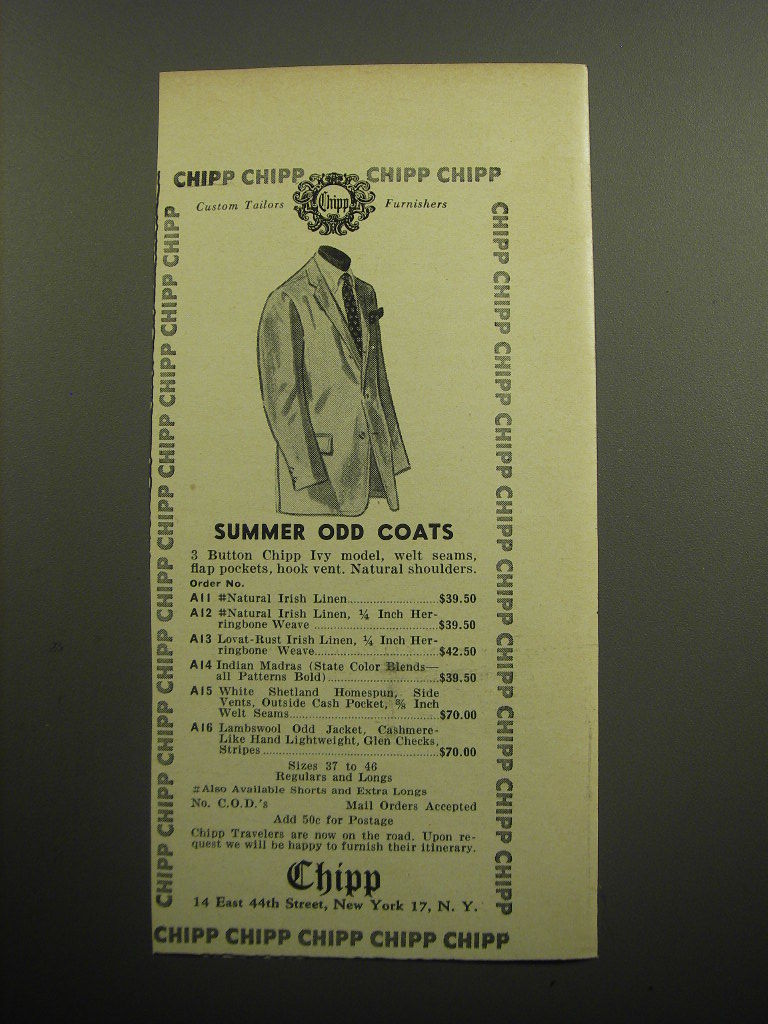 CHIPP CHIPP CHIPP CHIPP
Custom Tailors Chipp Furnishers
CHIPP CHIPP CHIPP CHIPP CHIPP CHIPP CHIPP CHIPP CHIPP CHIPP
CHIPP CHIPP CHIPP CHIPP CHIPP CHIPP CHIPP CHIPP CHIPP CHIPP
SUMMER ODD COATS
3 Button Chipp Ivy model, welt seams,
flap pockets, hook vent. Natural shoulders.
Order No.
A11 #Natural Irish Linen..........................$39.50
A12 #Natural Irish Linen, ¼ Inch Her-
ringbone Weave ...........................$39.50
A13 Lovat-Rust Irish Linen, ¼ Inch Her-
ringbone Weave...........................$42.50
A14 Indian Madras (State Color Blends—
all Patterns Bold)........................$39.50
A15 White Shetland Homespun, Side
Vents, Outside Cash Pocket, ⅜ Inch
Welt Seams................................$70.00
A16 Lambswool Odd Jacket, Cashmere-
Like Hand Lightweight, Glen Checks,
Stripes.....................................$70.00
Sizes 37 to 46
Regulars and Longs
#Also Available Shorts and Extra Longs
No. C.O.D.'s Mail Orders Accepted
Add 50c for Postage
Chipp Travelers are now on the road. Upon re-
quest we will be happy to furnish their itinerary.
Chipp
14 East 44th Street, New York 17, N. Y.
CHIPP CHIPP CHIPP CHIPP CHIPP